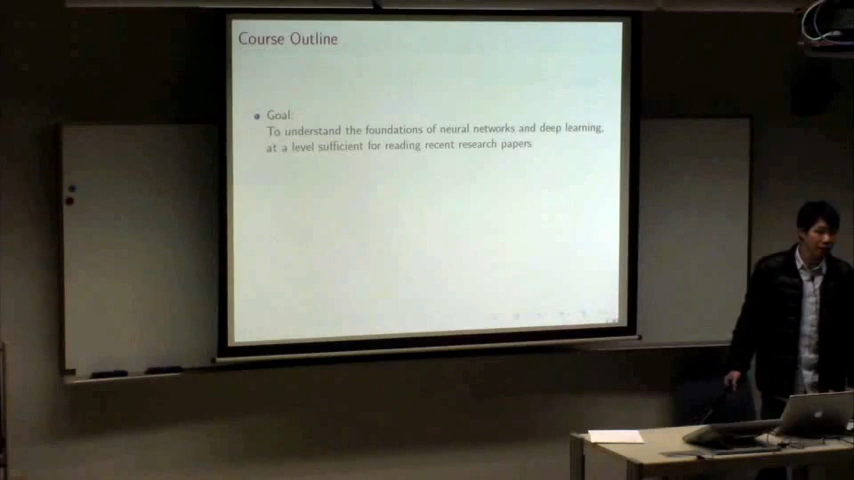 Course Outline
Goal:
To understand the foundations of neural networks and deep learning,
at a level sufficient for reading recent research papers